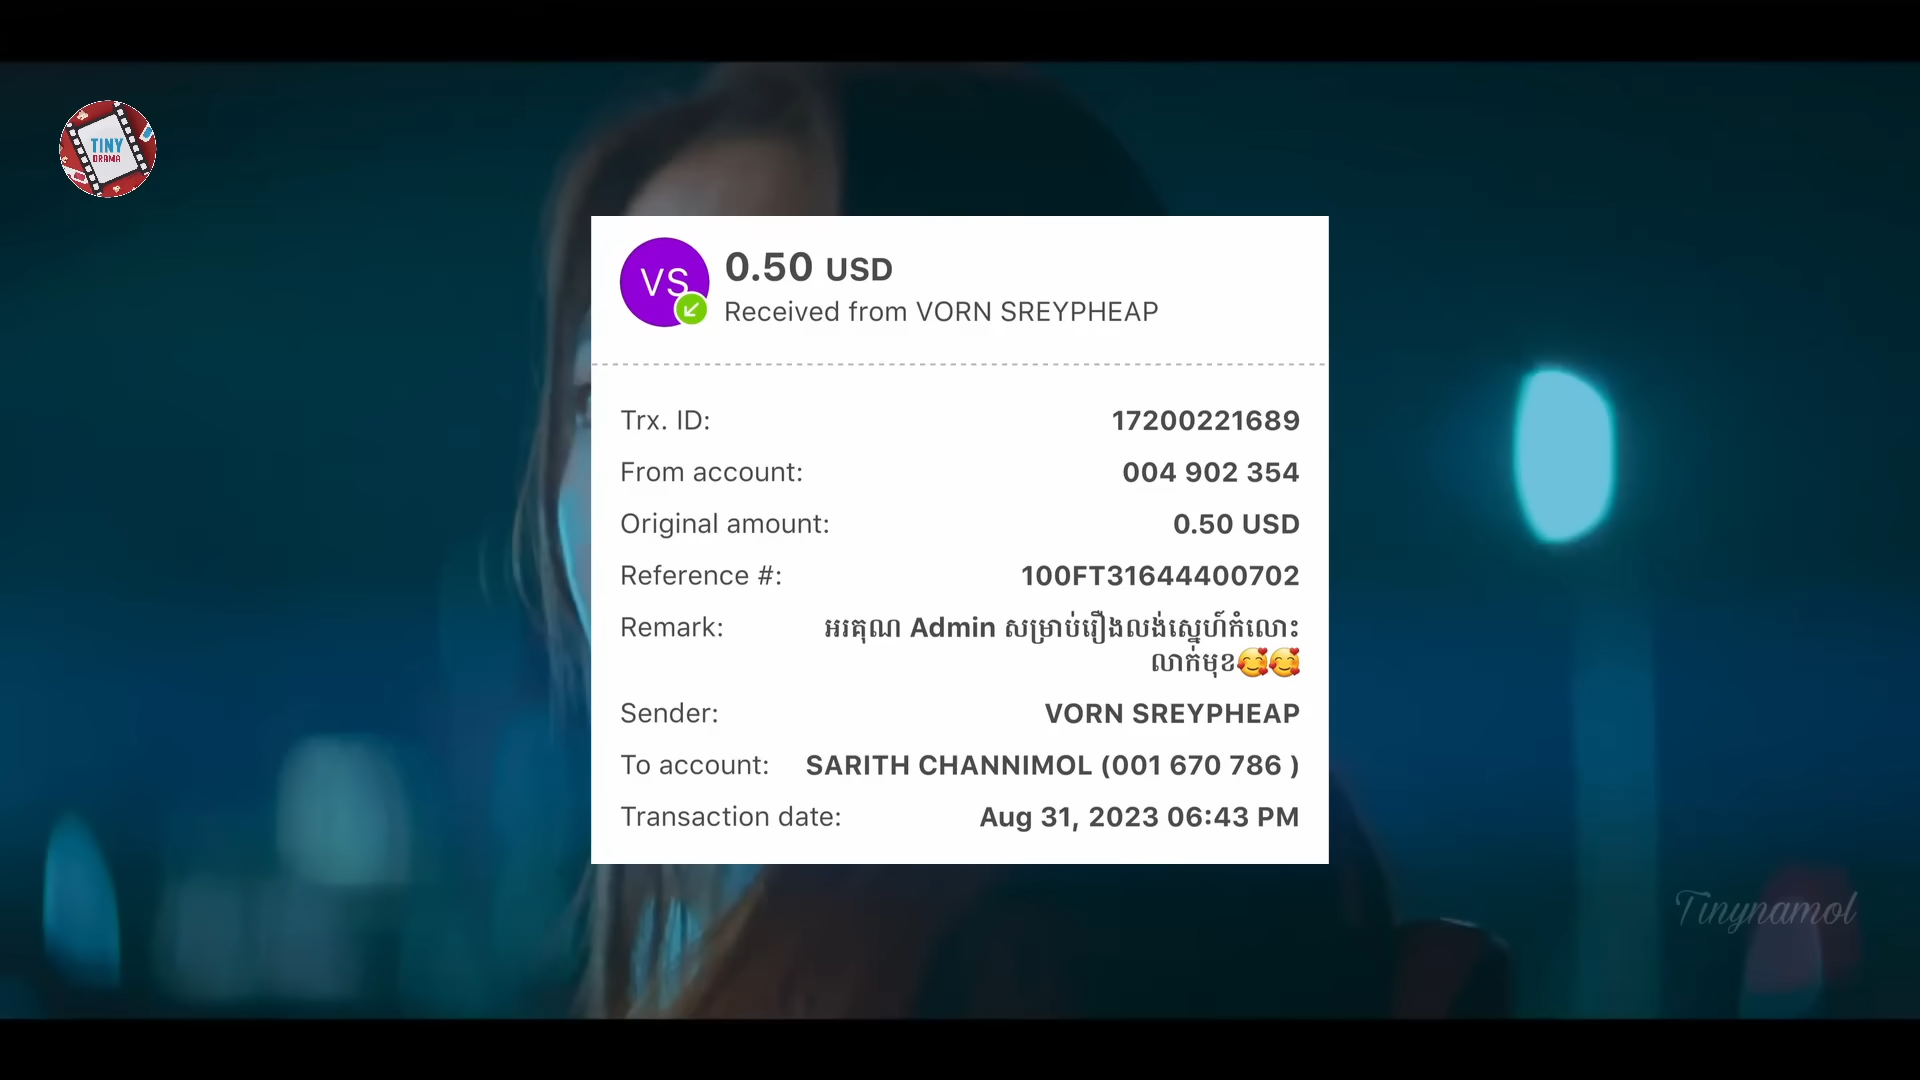 TINY
DRAMA
VS
0.50 USD
Received from VORN SREYPHEAP
Trx. ID: 17200221689
From account: 004 902 354
Original amount: 0.50 USD
Reference #: 100FT31644400702
Remark: អរគុណ Admin សម្រាប់រឿងលង់ស្នេហ៍កំលោះ
លាក់មុខ🥰🥰
Sender: VORN SREYPHEAP
To account: SARITH CHANNIMOL (001 670 786 )
Transaction date: Aug 31, 2023 06:43 PM
Tinynamol